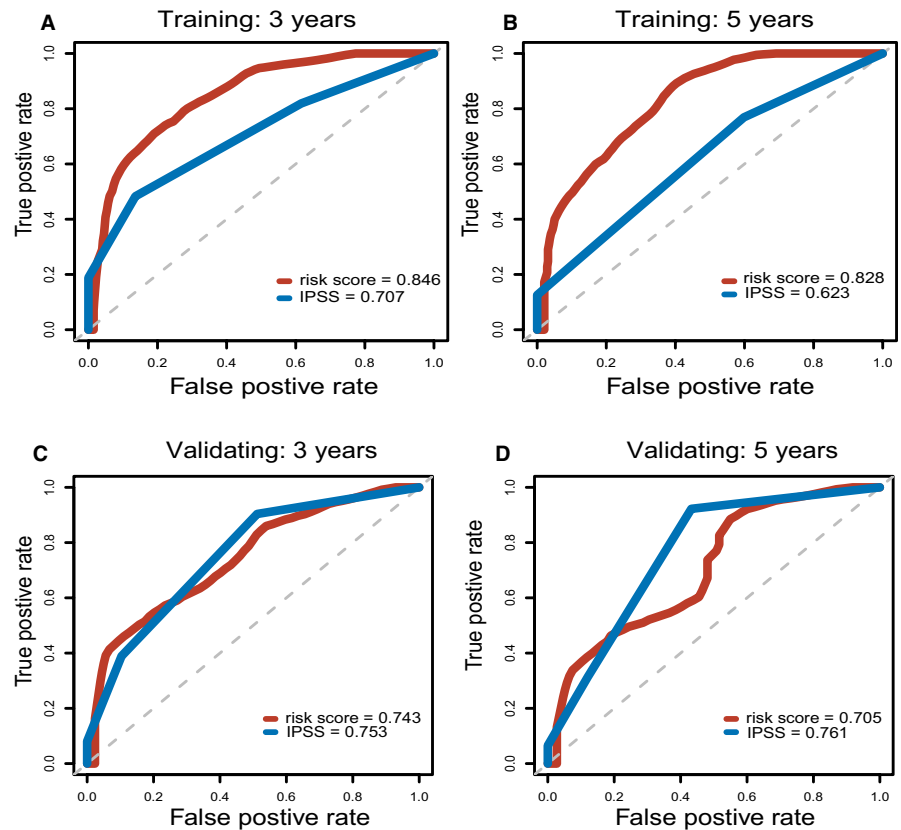 A Training: 3 years
1.0
0.8
0.6
0.4
0.2
0.0
True postive rate
risk score = 0.846
IPSS = 0.707
0.0 0.2 0.4 0.6 0.8 1.0
False postive rate
B Training: 5 years
1.0
0.8
0.6
0.4
0.2
0.0
True postive rate
risk score = 0.828
IPSS = 0.623
0.0 0.2 0.4 0.6 0.8 1.0
False postive rate
C Validating: 3 years
1.0
0.8
0.6
0.4
0.2
0.0
True postive rate
risk score = 0.743
IPSS = 0.753
0.0 0.2 0.4 0.6 0.8 1.0
False postive rate
D Validating: 5 years
1.0
0.8
0.6
0.4
0.2
0.0
True postive rate
risk score = 0.705
IPSS = 0.761
0.0 0.2 0.4 0.6 0.8 1.0
False postive rate